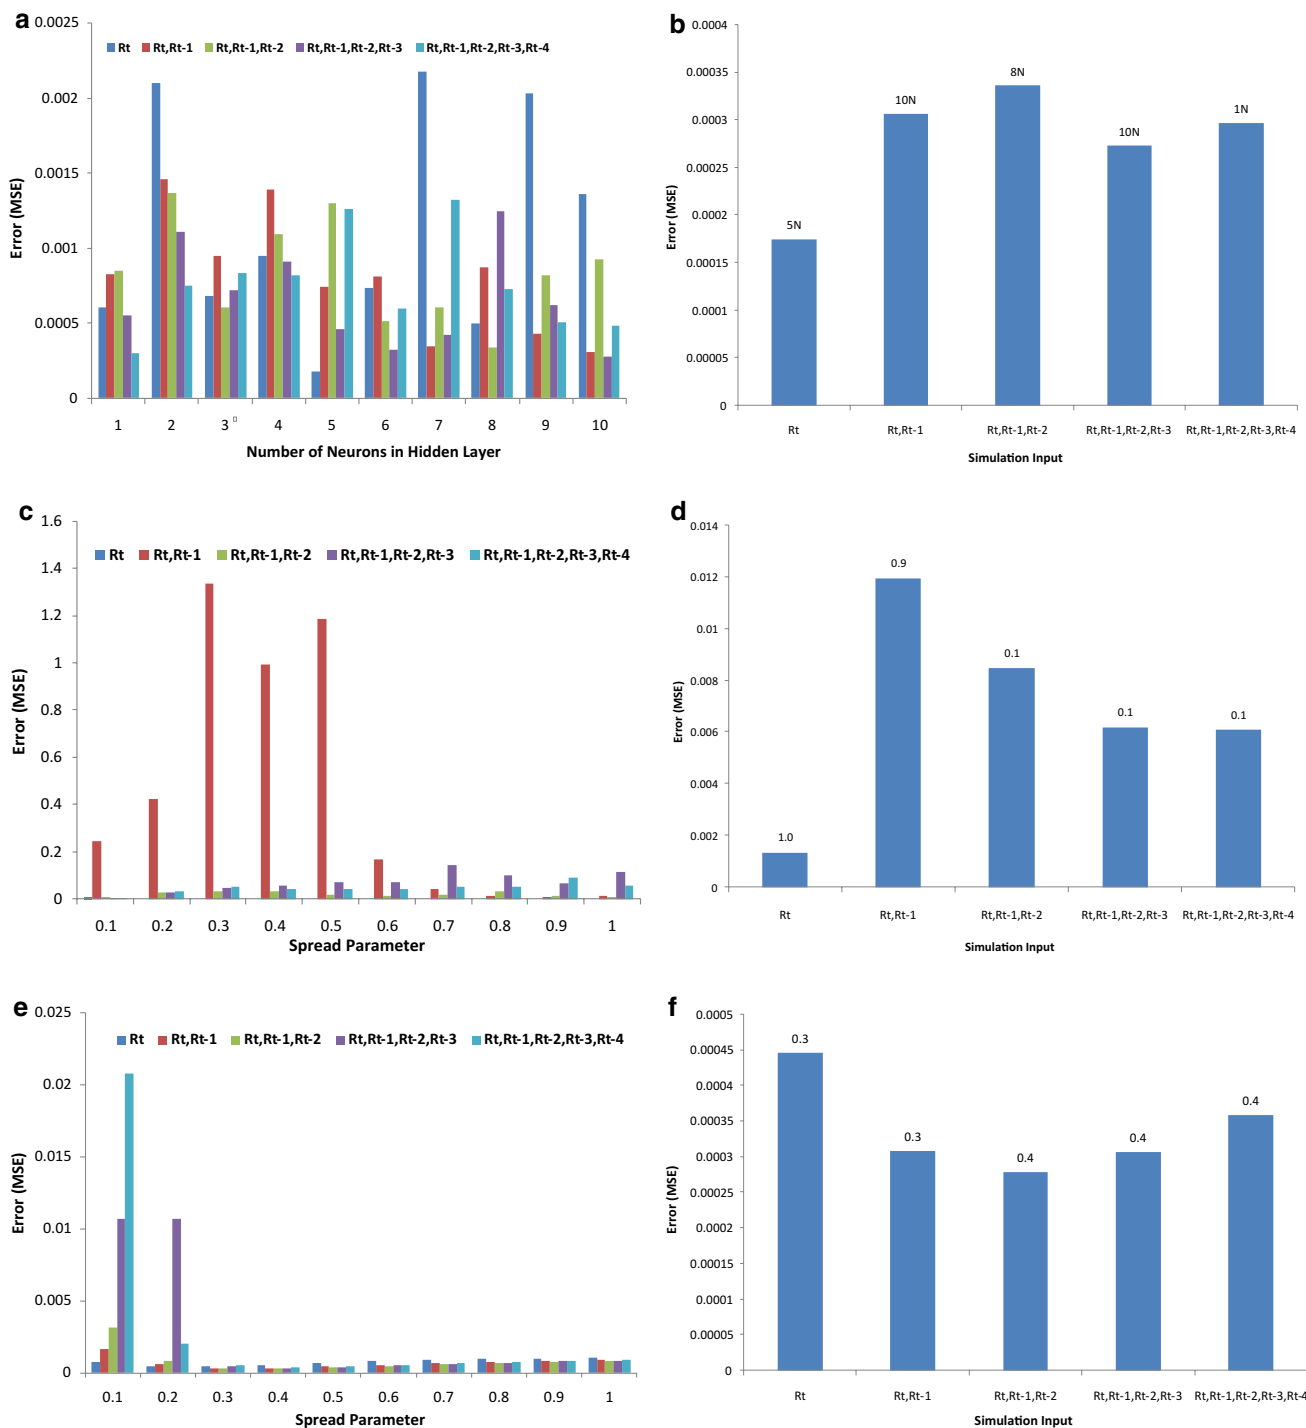 a
0.0025
0.002
0.0015
0.001
0.0005
0
Error (MSE)
Rt Rt,Rt-1 Rt,Rt-1,Rt-2 Rt,Rt-1,Rt-2,Rt-3 Rt,Rt-1,Rt-2,Rt-3,Rt-4
1 2 3 4 5 6 7 8 9 10
Number of Neurons in Hidden Layer
b
0.0004
0.00035
0.0003
0.00025
0.0002
0.00015
0.0001
0.00005
0
Error (MSE)
5N 10N 8N 10N 1N
Rt Rt,Rt-1 Rt,Rt-1,Rt-2 Rt,Rt-1,Rt-2,Rt-3 Rt,Rt-1,Rt-2,Rt-3,Rt-4
Simulation Input
c
1.6
1.4
1.2
1
0.8
0.6
0.4
0.2
0
Error (MSE)
Rt Rt,Rt-1 Rt,Rt-1,Rt-2 Rt,Rt-1,Rt-2,Rt-3 Rt,Rt-1,Rt-2,Rt-3,Rt-4
0.1 0.2 0.3 0.4 0.5 0.6 0.7 0.8 0.9 1
Spread Parameter
d
0.014
0.012
0.01
0.008
0.006
0.004
0.002
0
Error (MSE)
1.0 0.9 0.1 0.1 0.1
Rt Rt,Rt-1 Rt,Rt-1,Rt-2 Rt,Rt-1,Rt-2,Rt-3 Rt,Rt-1,Rt-2,Rt-3,Rt-4
Simulation Input
e
0.025
0.02
0.015
0.01
0.005
0
Error (MSE)
Rt Rt,Rt-1 Rt,Rt-1,Rt-2 Rt,Rt-1,Rt-2,Rt-3 Rt,Rt-1,Rt-2,Rt-3,Rt-4
0.1 0.2 0.3 0.4 0.5 0.6 0.7 0.8 0.9 1
Spread Parameter
f
0.0005
0.00045
0.0004
0.00035
0.0003
0.00025
0.0002
0.00015
0.0001
0.00005
0
Error (MSE)
0.3 0.3 0.4 0.4 0.4
Rt Rt,Rt-1 Rt,Rt-1,Rt-2 Rt,Rt-1,Rt-2,Rt-3 Rt,Rt-1,Rt-2,Rt-3,Rt-4
Simulation Input